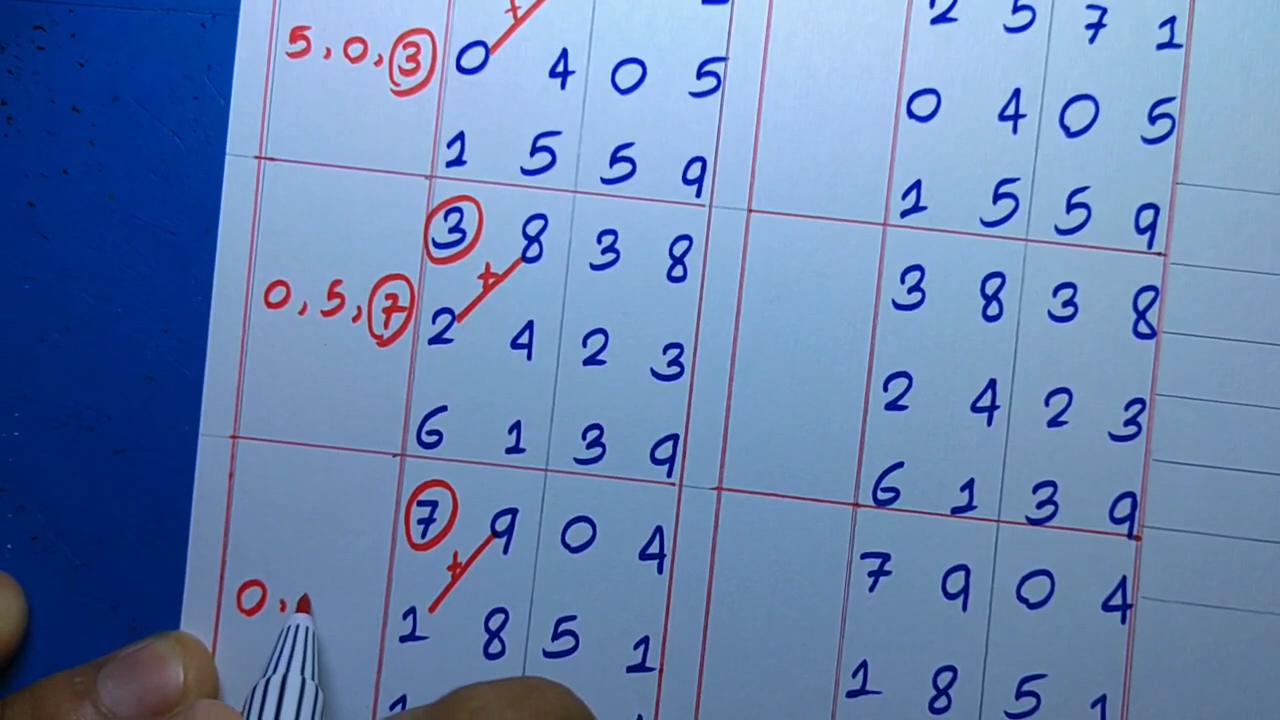 2 5 7 1
5, 0, 3 0 4 0 5 0 4 0 5
1 5 5 9 1 5 5 9
3 8 3 8 3 8 3 8
0, 5, 7 2 4 2 3 2 4 2 3
6 1 3 9 6 1 3 9
7 9 0 4 7 9 0 4
0, 1 8 5 1 1 8 5 1